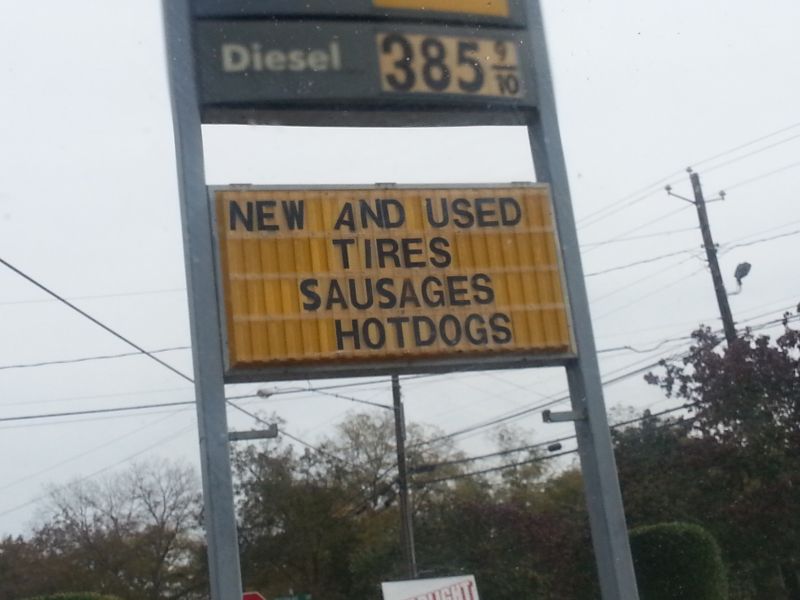 Diesel 385 9/10
NEW AND USED
TIRES
SAUSAGES
HOTDOGS